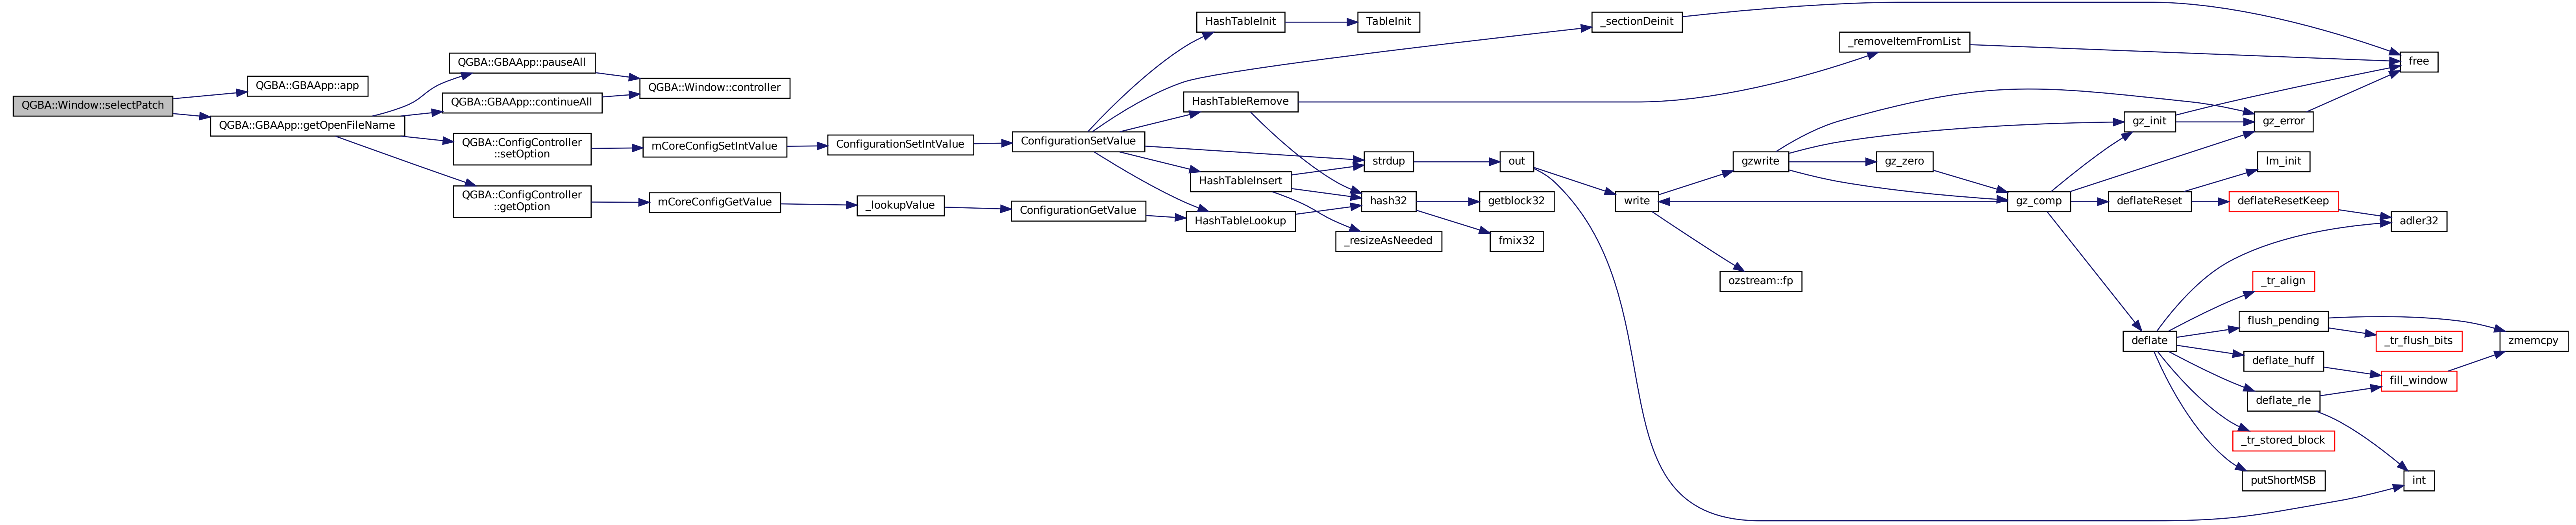 QGBA::Window::selectPatch
QGBA::GBAApp::app
QGBA::GBAApp::getOpenFileName
QGBA::GBAApp::pauseAll
QGBA::GBAApp::continueAll
QGBA::ConfigController
::setOption
QGBA::ConfigController
::getOption
QGBA::Window::controller
mCoreConfigSetIntValue
mCoreConfigGetValue
ConfigurationSetIntValue
_lookupValue
ConfigurationSetValue
ConfigurationGetValue
HashTableInit
HashTableRemove
HashTableInsert
HashTableLookup
TableInit
strdup
hash32
_resizeAsNeeded
out
getblock32
fmix32
_sectionDeinit
write
_removeItemFromList
gzwrite
ozstream::fp
gz_zero
gz_comp
gz_init
deflateReset
deflate
free
gz_error
lm_init
deflateResetKeep
adler32
_tr_align
flush_pending
_tr_flush_bits
zmemcpy
deflate_huff
fill_window
deflate_rle
_tr_stored_block
putShortMSB
int